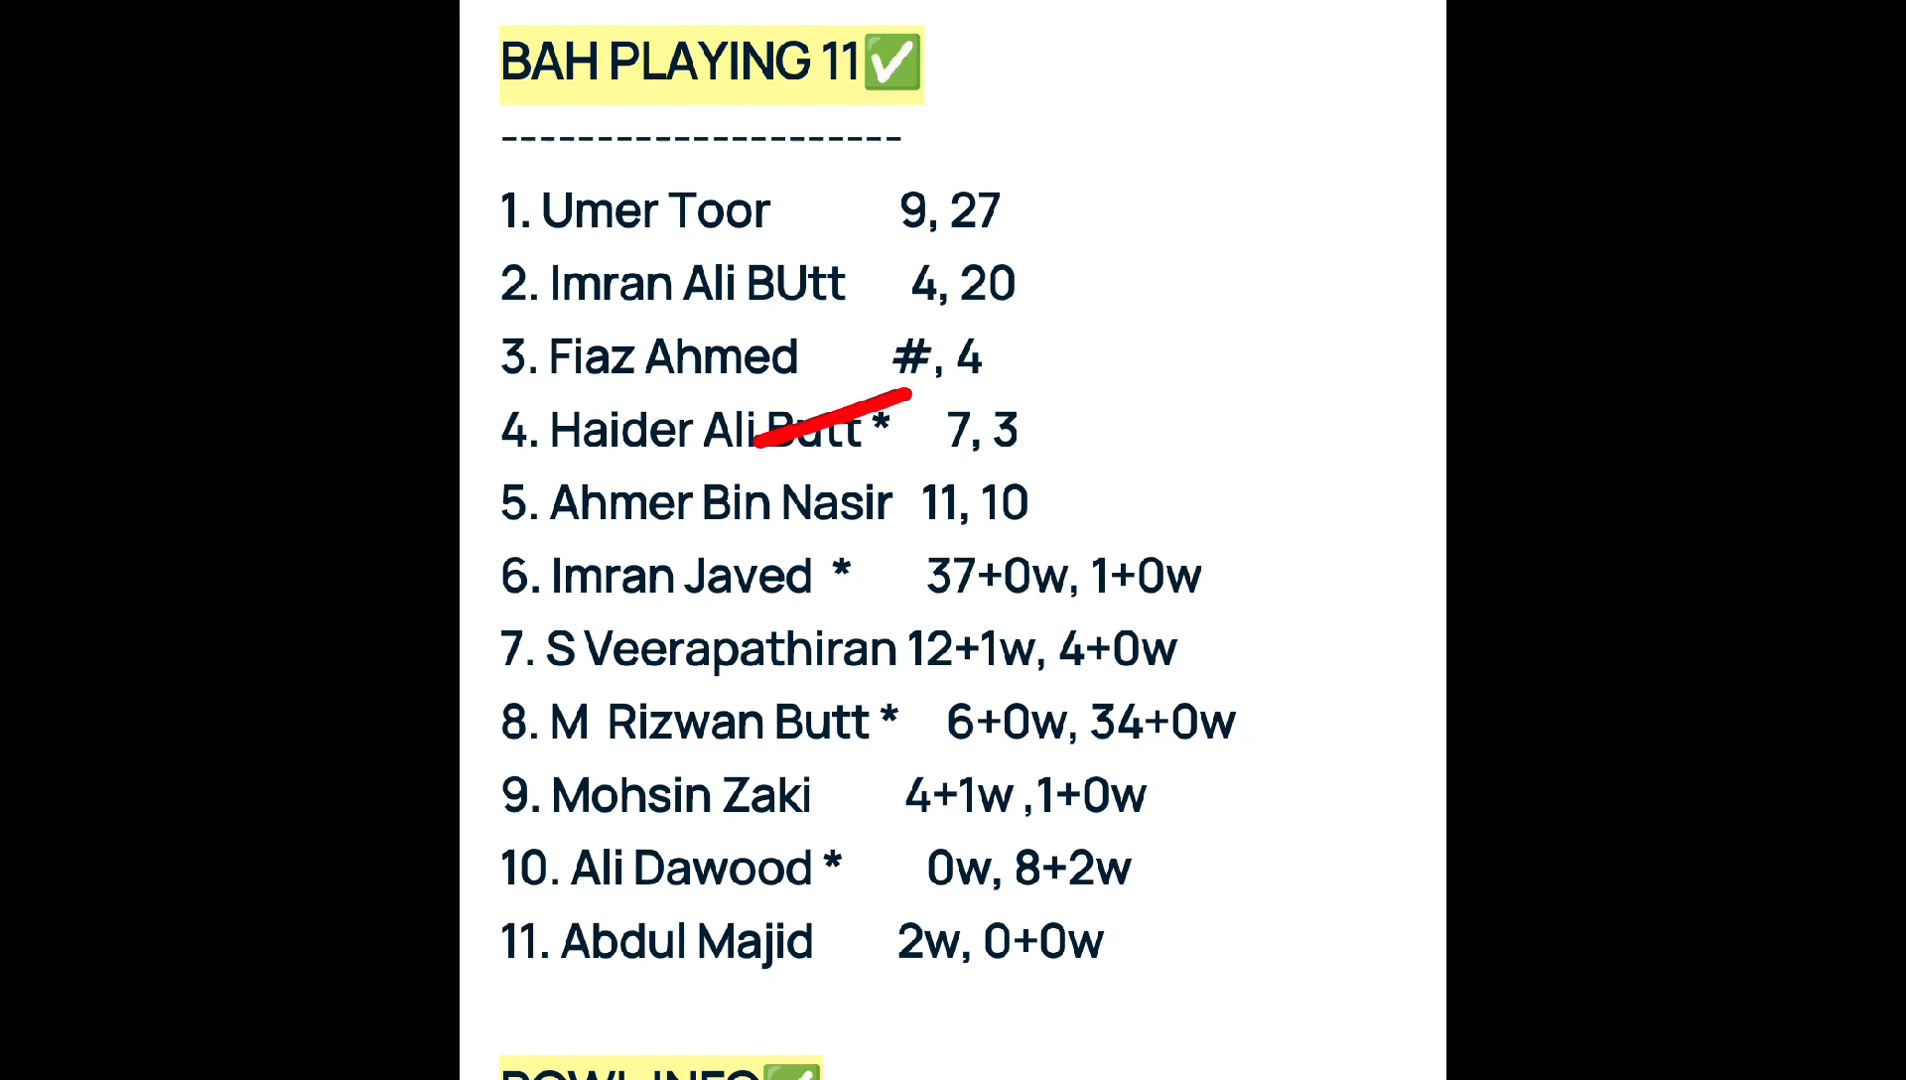 BAH PLAYING 11✅
---------------------
1. Umer Toor 9, 27
2. Imran Ali BUtt 4, 20
3. Fiaz Ahmed #, 4
4. Haider Ali Butt * 7, 3
5. Ahmer Bin Nasir 11, 10
6. Imran Javed * 37+0w, 1+0w
7. S Veerapathiran 12+1w, 4+0w
8. M Rizwan Butt * 6+0w, 34+0w
9. Mohsin Zaki 4+1w ,1+0w
10. Ali Dawood * 0w, 8+2w
11. Abdul Majid 2w, 0+0w